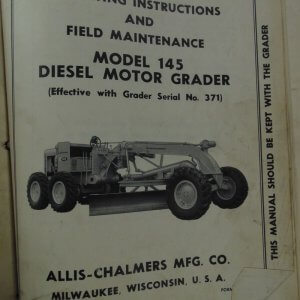 INSTRUCTIONS
AND
FIELD MAINTENANCE
MODEL 145
DIESEL MOTOR GRADER
(Effective with Grader Serial No. 371)
ALLIS-CHALMERS MFG. CO.
MILWAUKEE, WISCONSIN, U. S. A.
THIS MANUAL SHOULD BE KEPT WITH THE GRADER